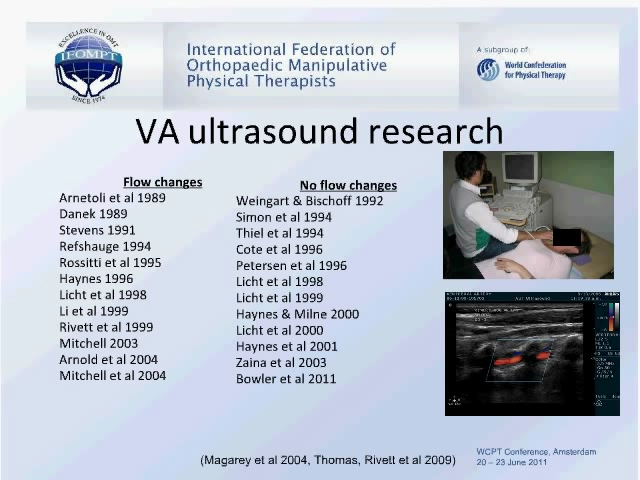 EXCELLENCE IN OMT
IFOMPT
SINCE 1974
International Federation of
Orthopaedic Manipulative
Physical Therapists
A subgroup of:
World Confederation
for Physical Therapy
VA ultrasound research
Flow changes
Arnetoli et al 1989
Danek 1989
Stevens 1991
Refshauge 1994
Rossitti et al 1995
Haynes 1996
Licht et al 1998
Li et al 1999
Rivett et al 1999
Mitchell 2003
Arnold et al 2004
Mitchell et al 2004
No flow changes
Weingart & Bischoff 1992
Simon et al 1994
Thiel et al 1994
Cote et al 1996
Petersen et al 1996
Licht et al 1998
Licht et al 1999
Haynes & Milne 2000
Licht et al 2000
Haynes et al 2001
Zaina et al 2003
Bowler et al 2011
(Magarey et al 2004, Thomas, Rivett et al 2009)
WCPT Conference, Amsterdam
20 – 23 June 2011